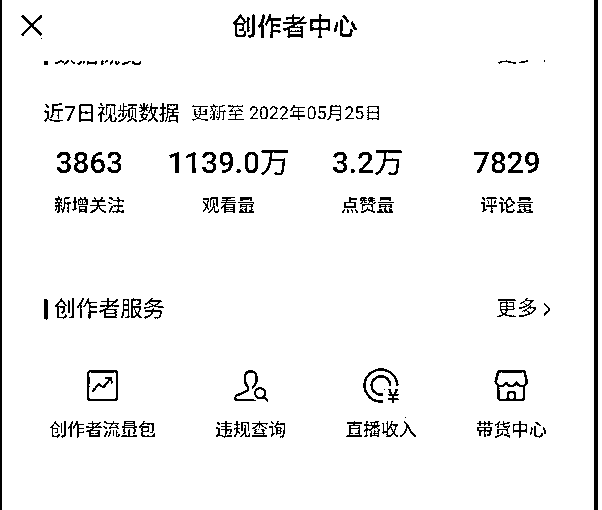 创作者中心
近7日视频数据 更新至 2022年05月25日
3863 1139.0万 3.2万 7829
新增关注 观看量 点赞量 评论量
创作者服务 更多
创作者流量包 违规查询 直播收入 带货中心